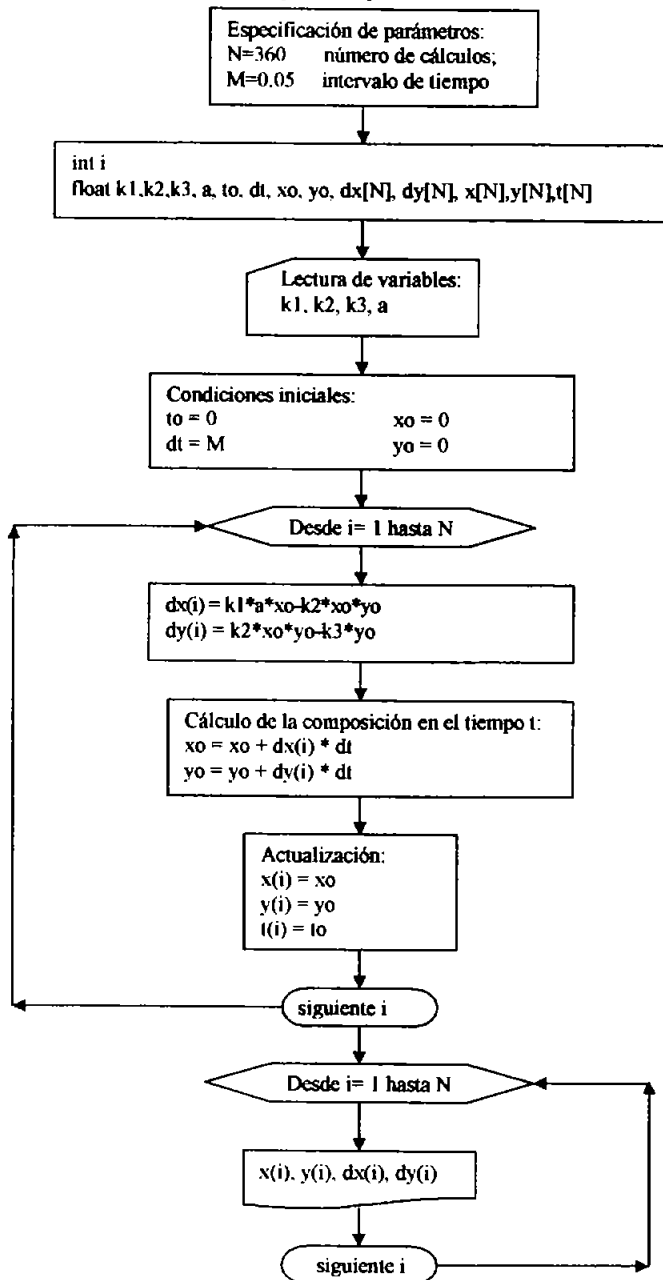 Especificación de parámetros:
N=360 número de cálculos;
M=0.05 intervalo de tiempo
int i
float k1,k2,k3, a, to, dt, xo, yo, dx[N], dy[N], x[N],y[N],t[N]
Lectura de variables:
k1, k2, k3, a
Condiciones iniciales:
to = 0 xo = 0
dt = M yo = 0
Desde i= 1 hasta N
dx(i) = k1*a*xo-k2*xo*yo
dy(i) = k2*xo*yo-k3*yo
Cálculo de la composición en el tiempo t:
xo = xo + dx(i) * dt
yo = yo + dy(i) * dt
Actualización:
x(i) = xo
y(i) = yo
t(i) = to
siguiente i
Desde i= 1 hasta N
x(i), y(i), dx(i), dy(i)
siguiente i